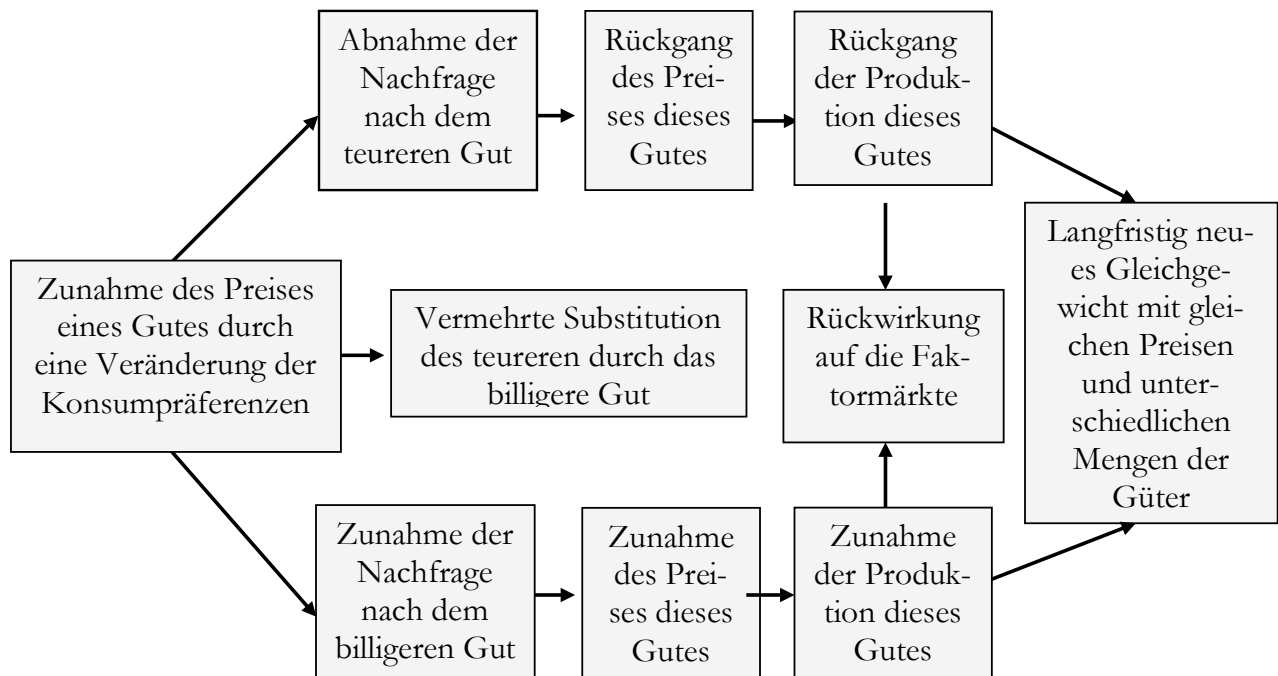 Abnahme der
Nachfrage
nach dem
teureren Gut
Rückgang
des Prei-
ses dieses
Gutes
Rückgang
der Produk-
tion dieses
Gutes
Zunahme des Preises
eines Gutes durch
eine Veränderung der
Konsumpräferenzen
Vermehrte Substitution
des teureren durch das
billigere Gut
Rückwirkung
auf die Fak-
tormärkte
Langfristig neu-
es Gleichge-
wicht mit glei-
chen Preisen
und unter-
schiedlichen
Mengen der
Güter
Zunahme der
Nachfrage
nach dem
billigeren Gut
Zunahme
des Prei-
ses dieses
Gutes
Zunahme
der Produk-
tion dieses
Gutes